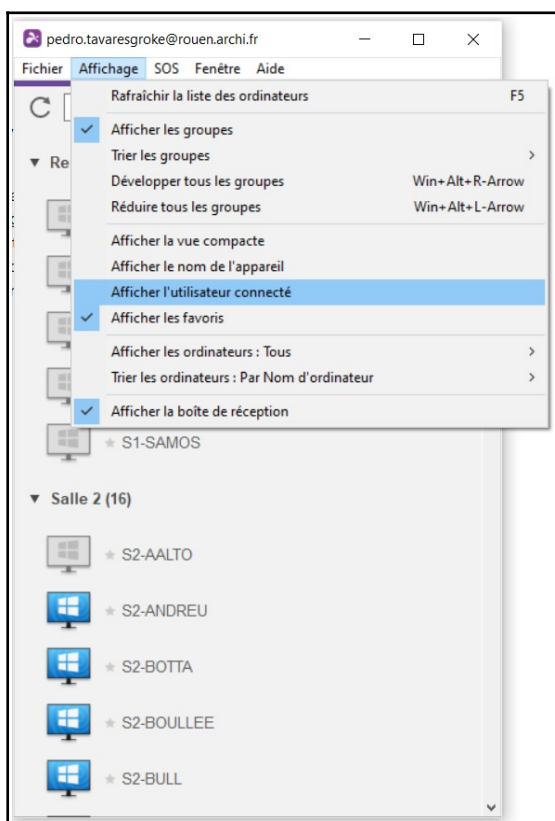 pedro.tavaresgroke@rouen.archi.fr
Fichier Affichage SOS Fenêtre Aide
Rafraîchir la liste des ordinateurs F5
Afficher les groupes
Trier les groupes
Re
Développer tous les groupes Win+Alt+R-Arrow
Réduire tous les groupes Win+Alt+L-Arrow
Afficher la vue compacte
Afficher le nom de l'appareil
Afficher l'utilisateur connecté
Afficher les favoris
Afficher les ordinateurs : Tous
Trier les ordinateurs : Par Nom d'ordinateur
Afficher la boîte de réception
S1-SAMOS
Salle 2 (16)
S2-AALTO
S2-ANDREU
S2-BOTTA
S2-BOULLEE
S2-BULL